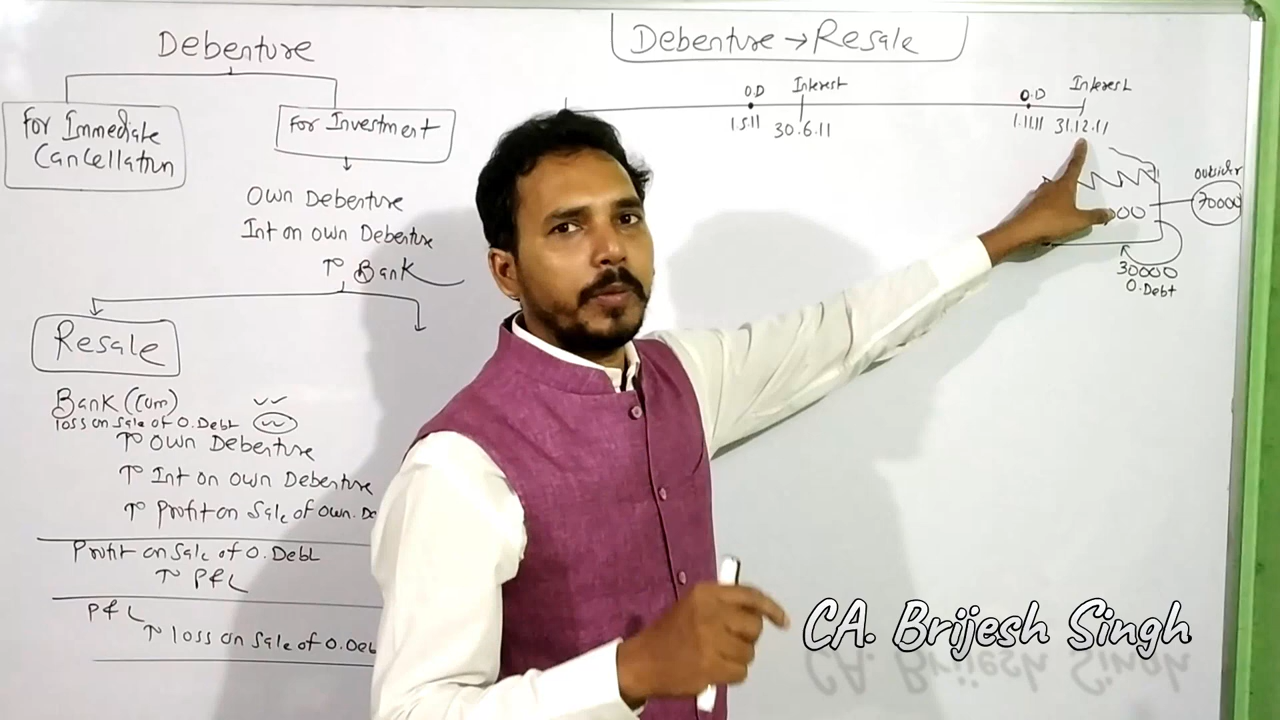 Debenture
For Immediate
Cancellation
For Investment
Own Debenture
Int on own Debenture
To Bank
Resale
Bank (Cum)
loss on Sale of O.Debt
To Own Debenture
To Int on Own Debenture
To Profit on Sale of Own. De
Profit on Sale of O.Debt
To P&L
P&L
To loss on Sale of O.Deb
Debenture → Resale
O.D
Interest
O.D
Interest
1.5.11
30.6.11
1.11.11
31.12.11
outsider
70000
30000
O.Debt
CA. Brijesh Singh